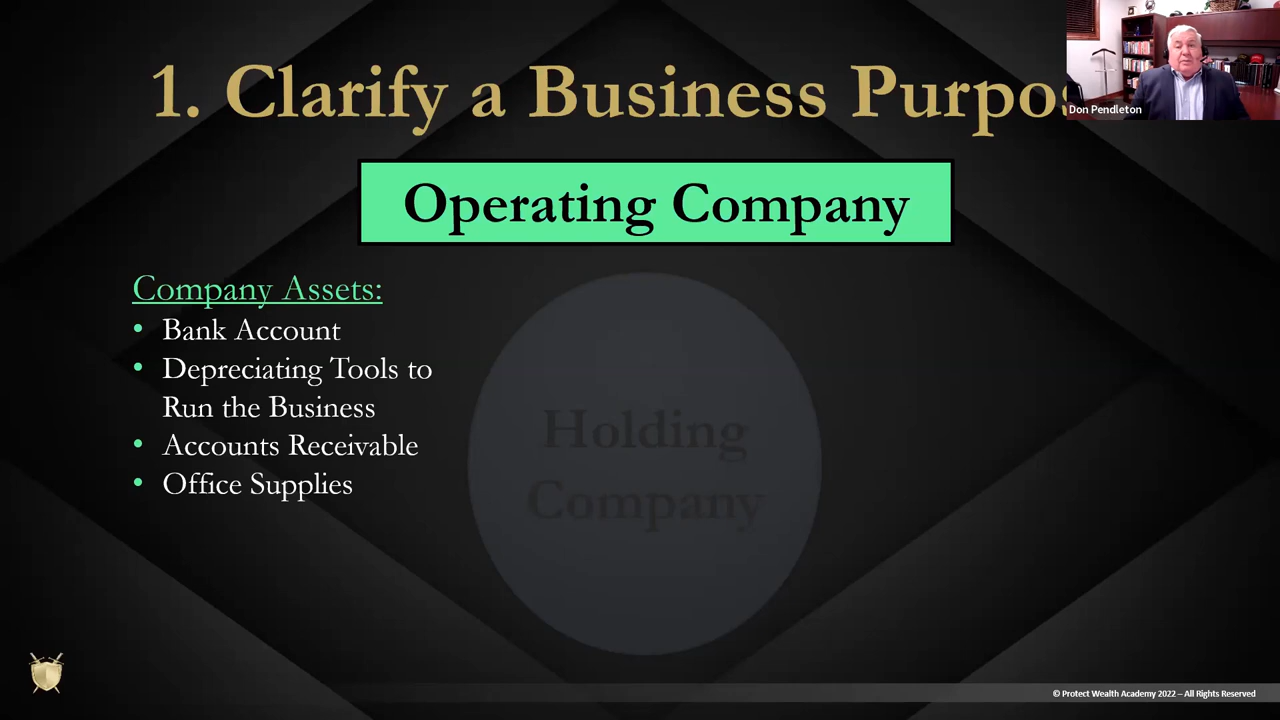 1. Clarify a Business Purpos
Don Pendleton
Operating Company
Company Assets:
• Bank Account
• Depreciating Tools to
Run the Business
• Accounts Receivable
• Office Supplies
Holding
Company
© Protect Wealth Academy 2022 – All Rights Reserved